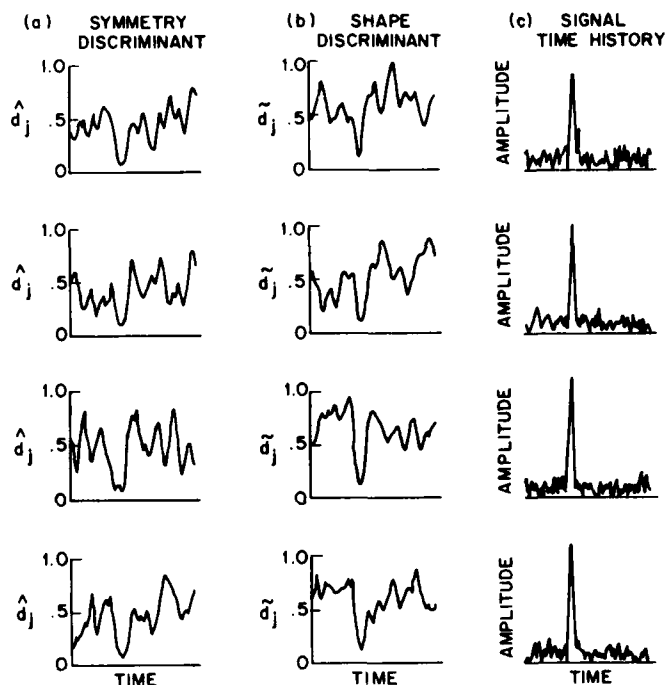 (a) SYMMETRY DISCRIMINANT
(b) SHAPE DISCRIMINANT
(c) SIGNAL TIME HISTORY
1.0
d̂j .5
0
1.0
d̃j .5
0
AMPLITUDE
1.0
d̂j .5
0
1.0
d̃j .5
0
AMPLITUDE
1.0
d̂j .5
0
1.0
d̃j .5
0
AMPLITUDE
1.0
d̂j .5
0
1.0
d̃j .5
0
AMPLITUDE
TIME
TIME
TIME